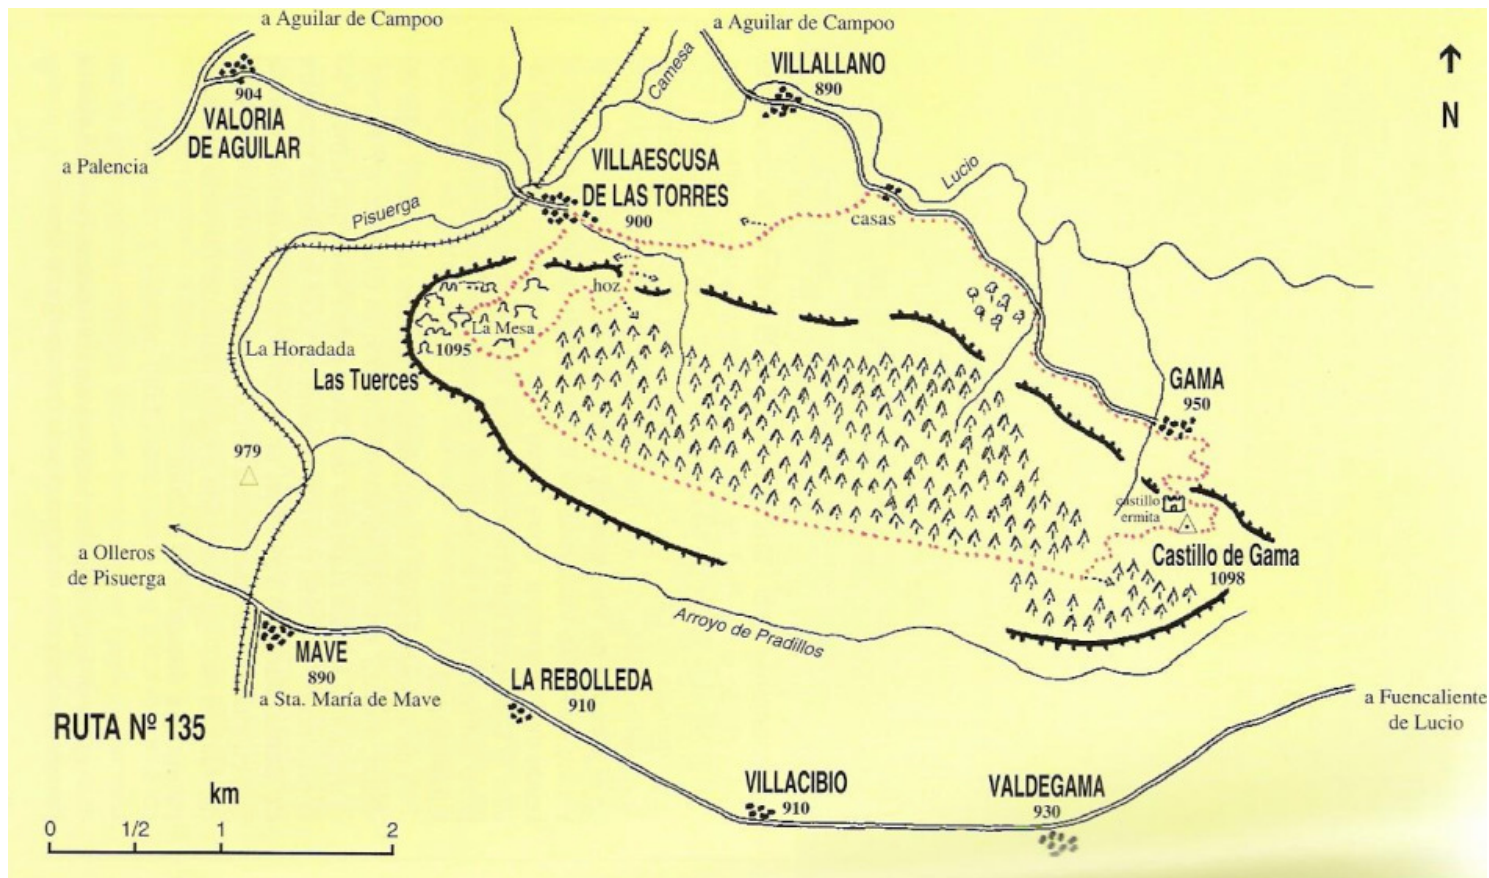 a Aguilar de Campoo
a Aguilar de Campoo
904
VALORIA
DE AGUILAR
a Palencia
Camesa
VILLALLANO
890
N
VILLAESCUSA
DE LAS TORRES
900
Pisuerga
Lucio
casas
hoz
La Mesa
1095
La Horadada
Las Tuerces
979
GAMA
950
castillo
ermita
Castillo de Gama
1098
a Olleros
de Pisuerga
Arroyo de Pradillos
MAVE
890
a Sta. María de Mave
LA REBOLLEDA
910
a Fuencaliente
de Lucio
RUTA Nº 135
VILLACIBIO
910
VALDEGAMA
930
km
0 1/2 1 2